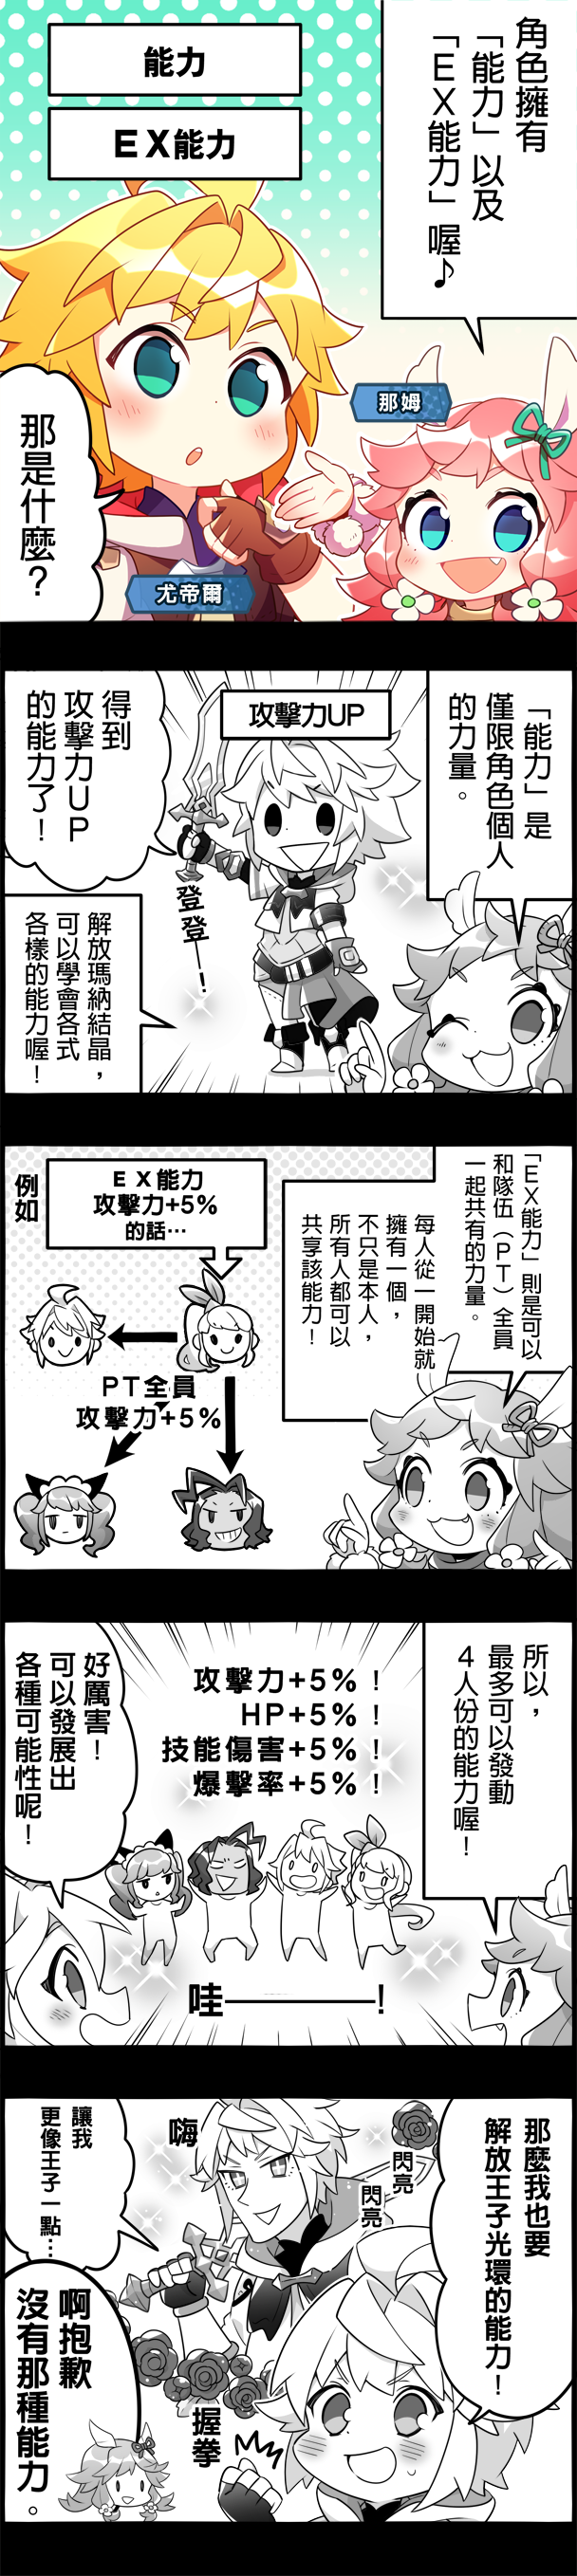 角色擁有
「能力」以及
「ＥＸ能力」喔♪
能力
ＥＸ能力
那姆
那是什麼？
尤帝爾
「能力」是
僅限角色個人
的力量。
攻擊力UP
得到
攻擊力ＵＰ
的能力了！
登登—！
解放瑪納結晶，
可以學會各式
各樣的能力喔！
「ＥＸ能力」則是可以
和隊伍（ＰＴ）全員
一起共有的力量。
每人從一開始就
擁有一個，
不只是本人，
所有人都可以
共享該能力！
ＥＸ能力
攻擊力+5%
的話…
例如
PT全員
攻擊力+5%
所以，
最多可以發動
4人份的能力喔！
攻擊力+5%！
HP+5%！
技能傷害+5%！
爆擊率+5%！
好厲害！
可以發展出
各種可能性呢！
哇————！
那麼我也要
解放王子光環的能力！
閃亮
閃亮
嗨
讓我
更像王子一點…
握拳
啊抱歉
沒有那種能力。